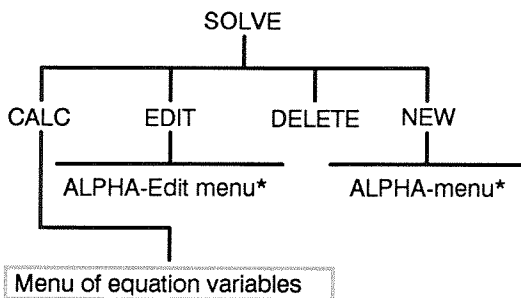 SOLVE
CALC EDIT DELETE NEW
ALPHA-Edit menu* ALPHA-menu*
Menu of equation variables